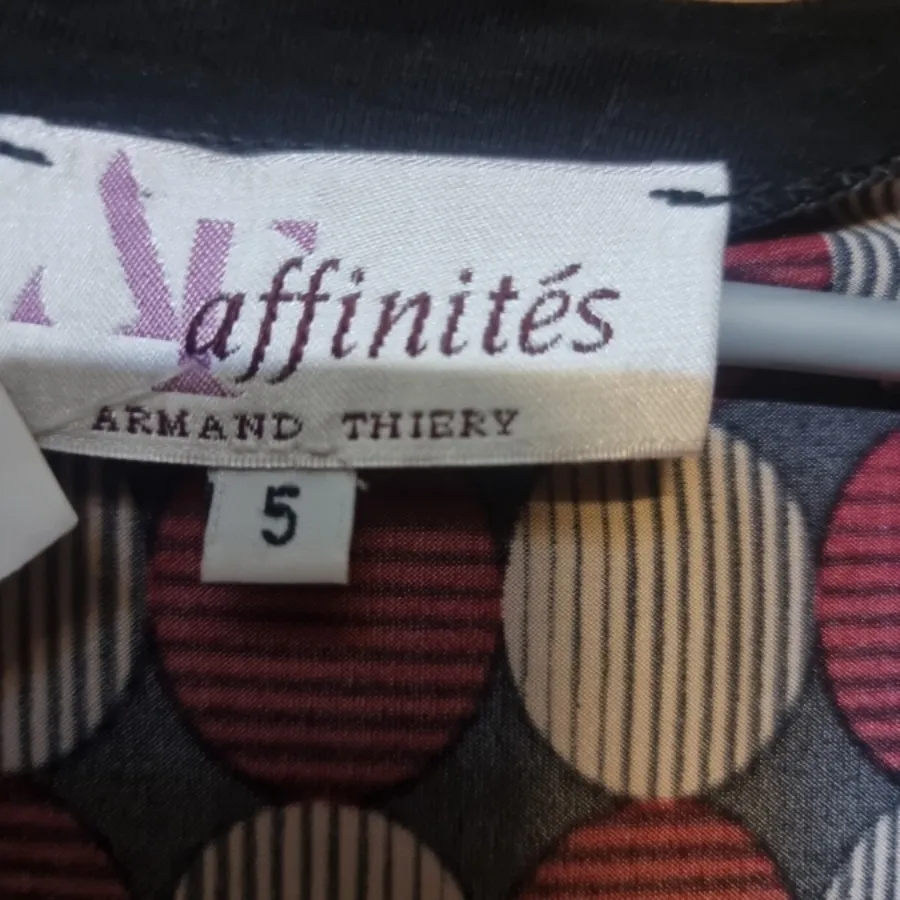 affinités
ARMAND THIERY
5